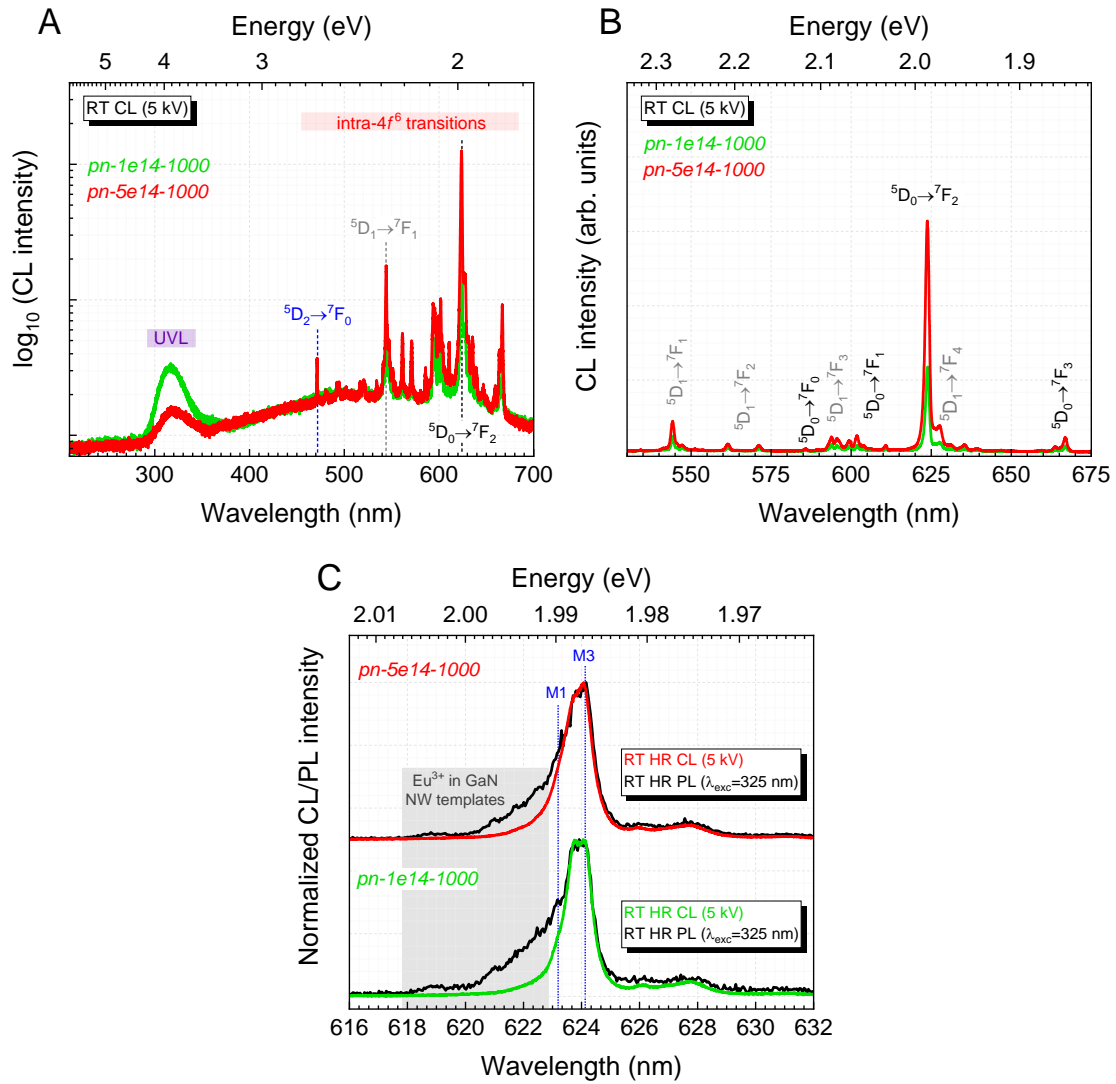 A
Energy (eV)
5 4 3 2
RT CL (5 kV)
intra-4f⁶ transitions
pn-1e14-1000
pn-5e14-1000
⁵D₁→⁷F₁
⁵D₂→⁷F₀
UVL
⁵D₀→⁷F₂
log₁₀ (CL intensity)
300 400 500 600 700
Wavelength (nm)
B
Energy (eV)
2.3 2.2 2.1 2.0 1.9
RT CL (5 kV)
pn-1e14-1000
pn-5e14-1000
⁵D₀→⁷F₂
⁵D₁→⁷F₁
⁵D₁→⁷F₂
⁵D₀→⁷F₀
⁵D₁→⁷F₃
⁵D₀→⁷F₁
⁵D₁→⁷F₄
⁵D₀→⁷F₃
CL intensity (arb. units)
550 575 600 625 650 675
Wavelength (nm)
C
Energy (eV)
2.01 2.00 1.99 1.98 1.97
pn-5e14-1000
M1
M3
RT HR CL (5 kV)
RT HR PL (λexc=325 nm)
Eu³⁺ in GaN
NW templates
pn-1e14-1000
RT HR CL (5 kV)
RT HR PL (λexc=325 nm)
Normalized CL/PL intensity
616 618 620 622 624 626 628 630 632
Wavelength (nm)